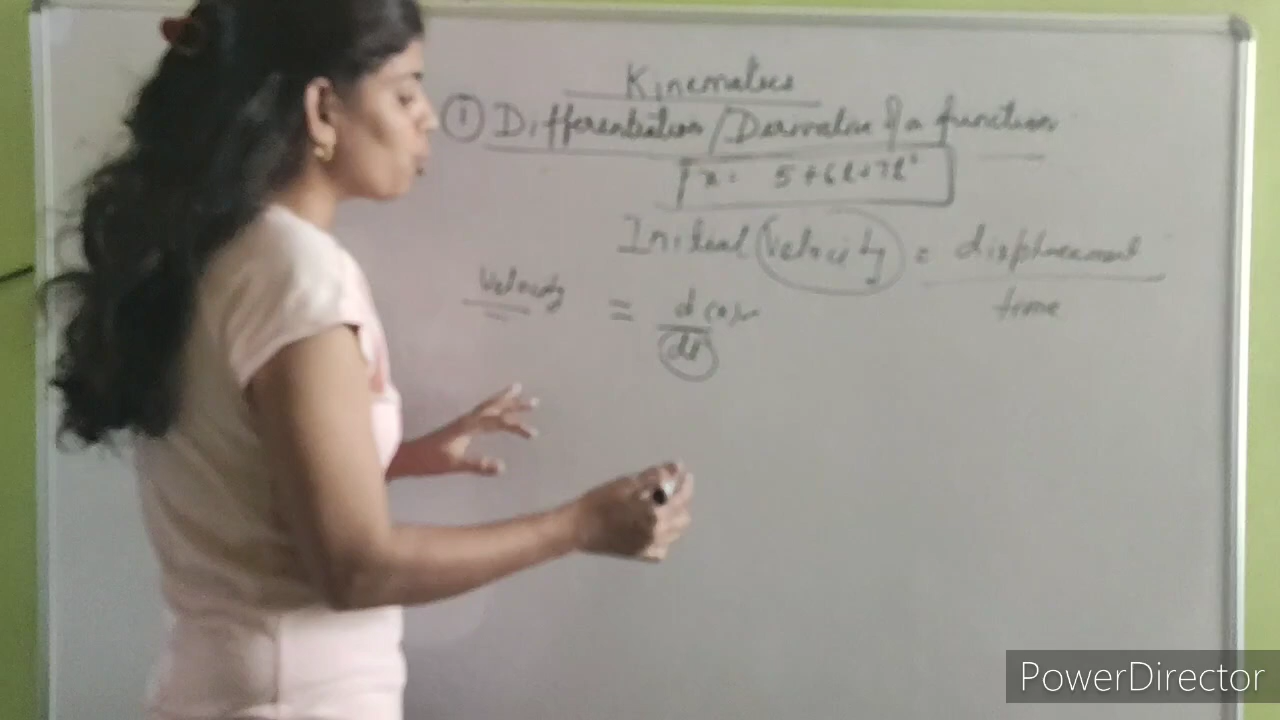 Kinematics
① Differentiation / Derivative of a function
x = 5+6t+7t²
Initial velocity = displacement
time
velocity = d(x)
dt
PowerDirector